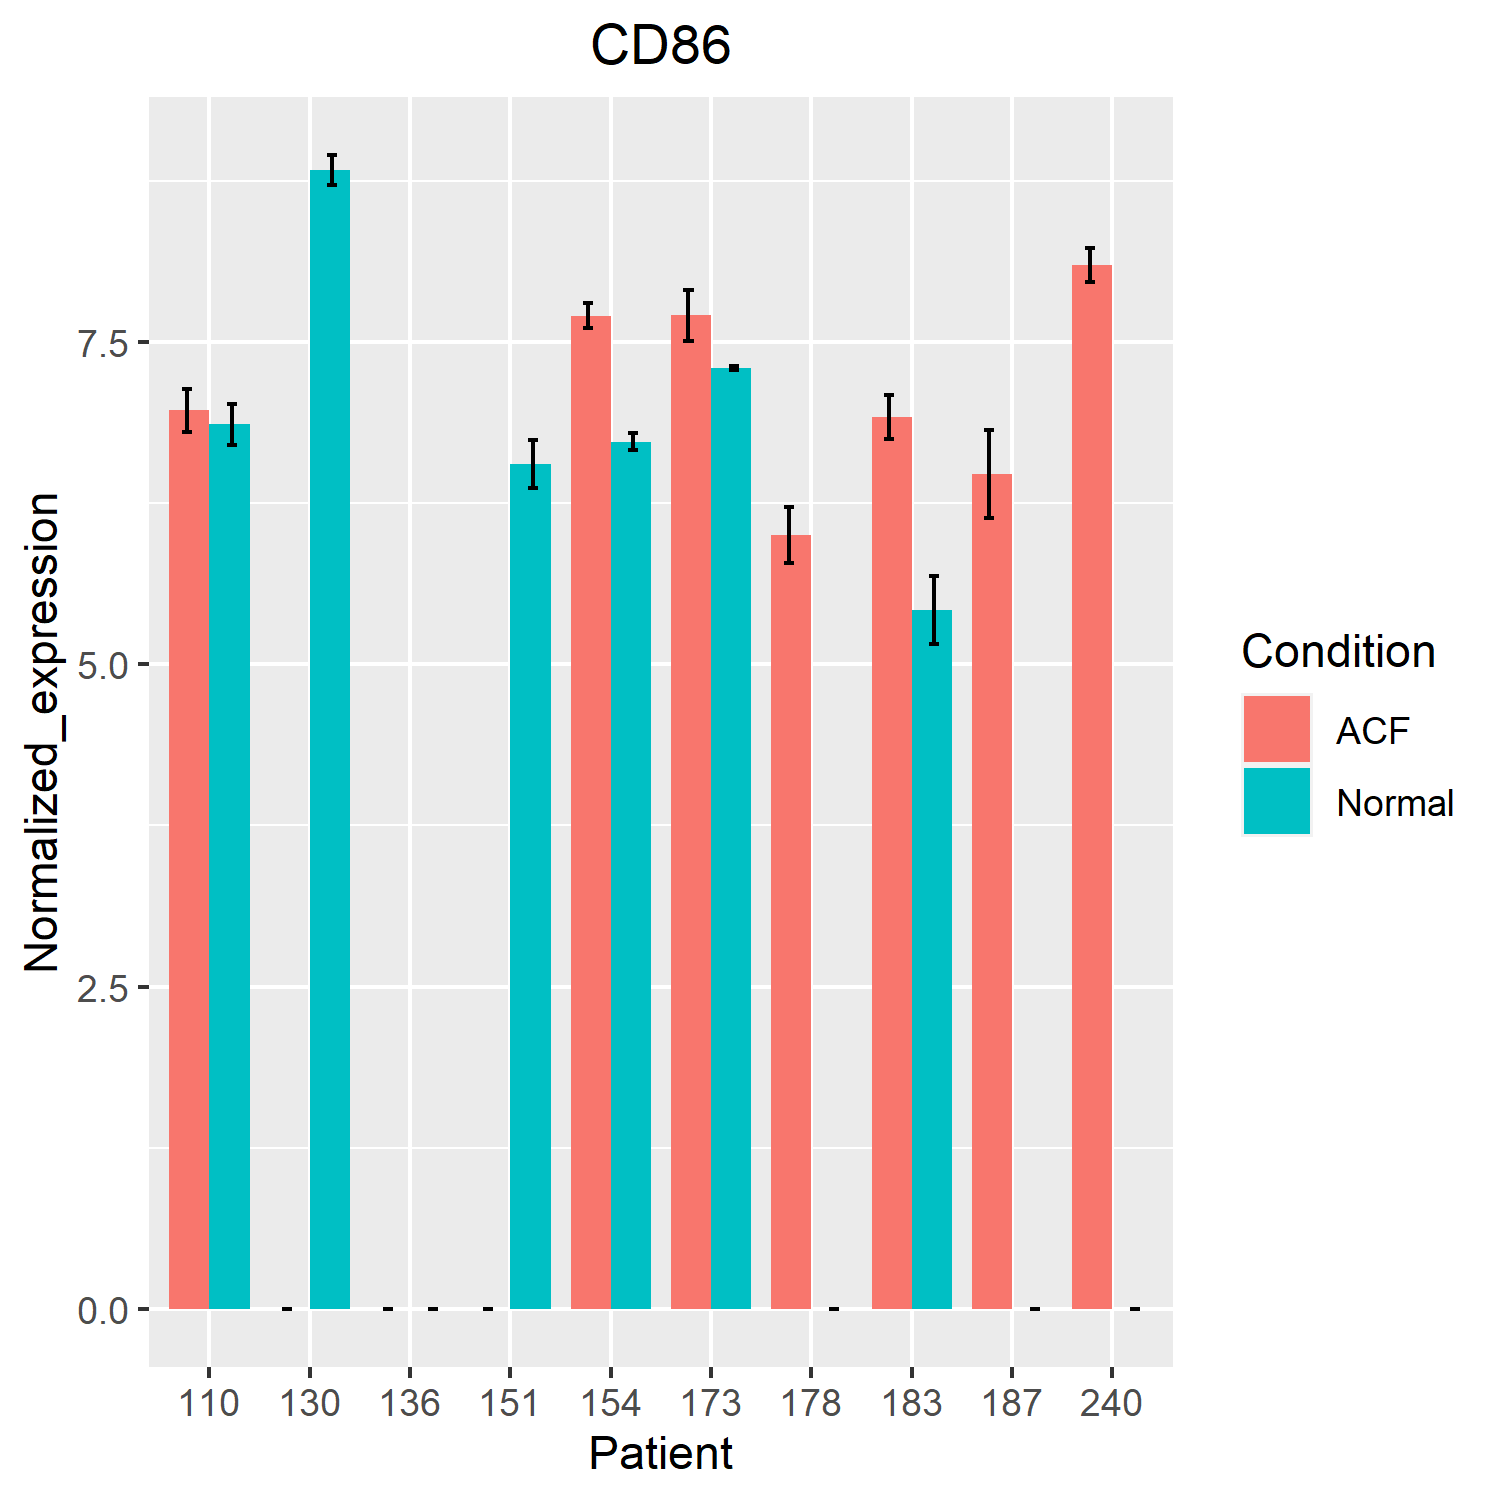 CD86
Normalized_expression
7.5
5.0
2.5
0.0
110 130 136 151 154 173 178 183 187 240
Patient
Condition
ACF
Normal